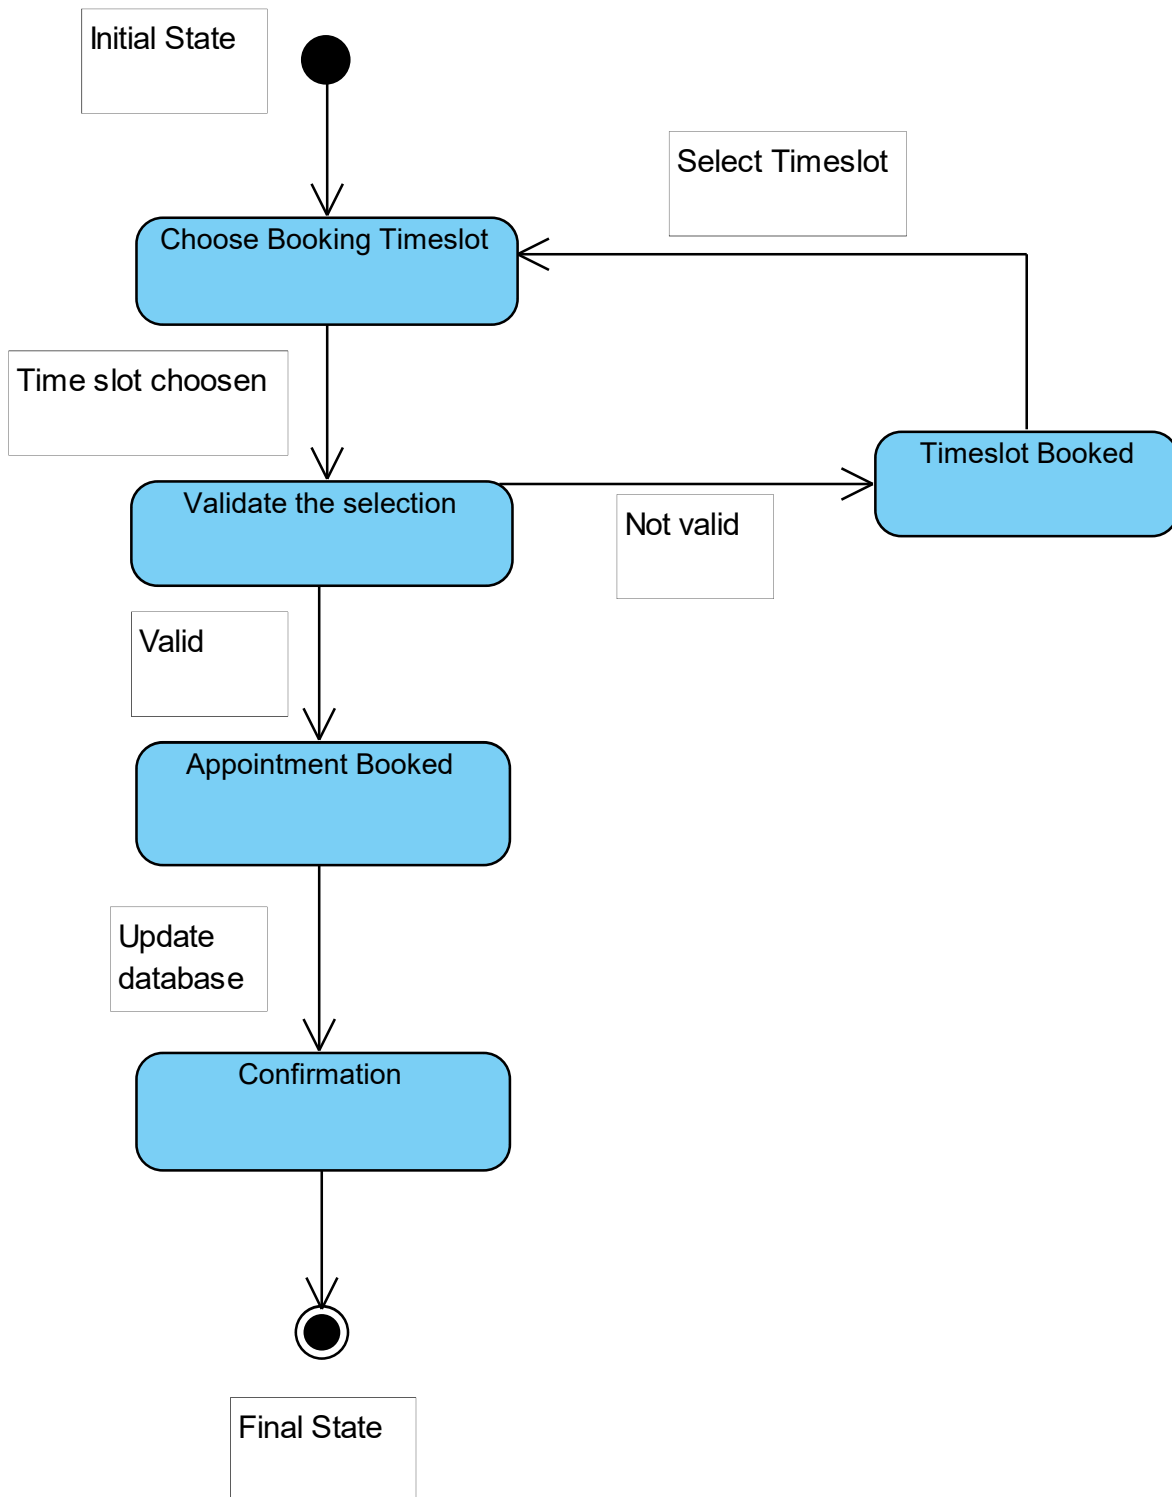 Initial State
Select Timeslot
Choose Booking Timeslot
Time slot choosen
Timeslot Booked
Validate the selection
Not valid
Valid
Appointment Booked
Update
database
Confirmation
Final State